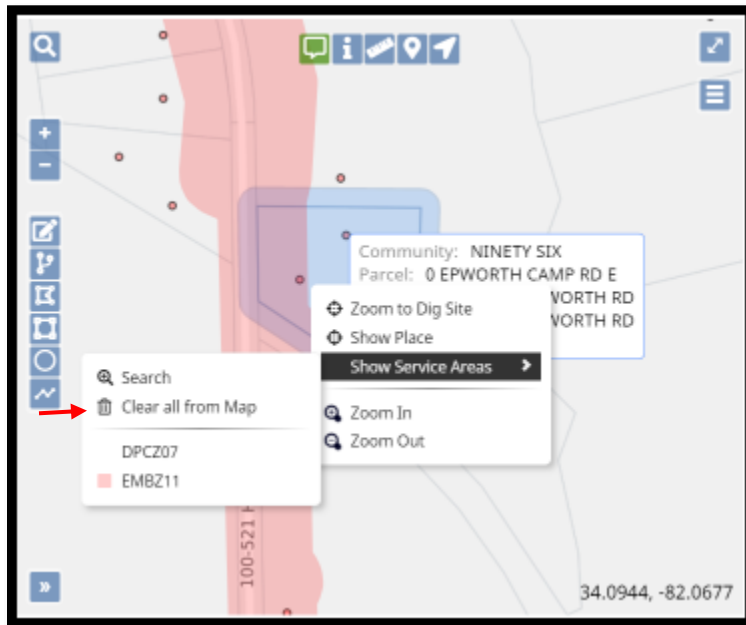 Community: NINETY SIX
Parcel: 0 EPWORTH CAMP RD E
WORTH RD
WORTH RD
Zoom to Dig Site
Show Place
Show Service Areas
Zoom In
Zoom Out
Search
Clear all from Map
DPCZ07
EMBZ11
100-521
34.0944, -82.0677